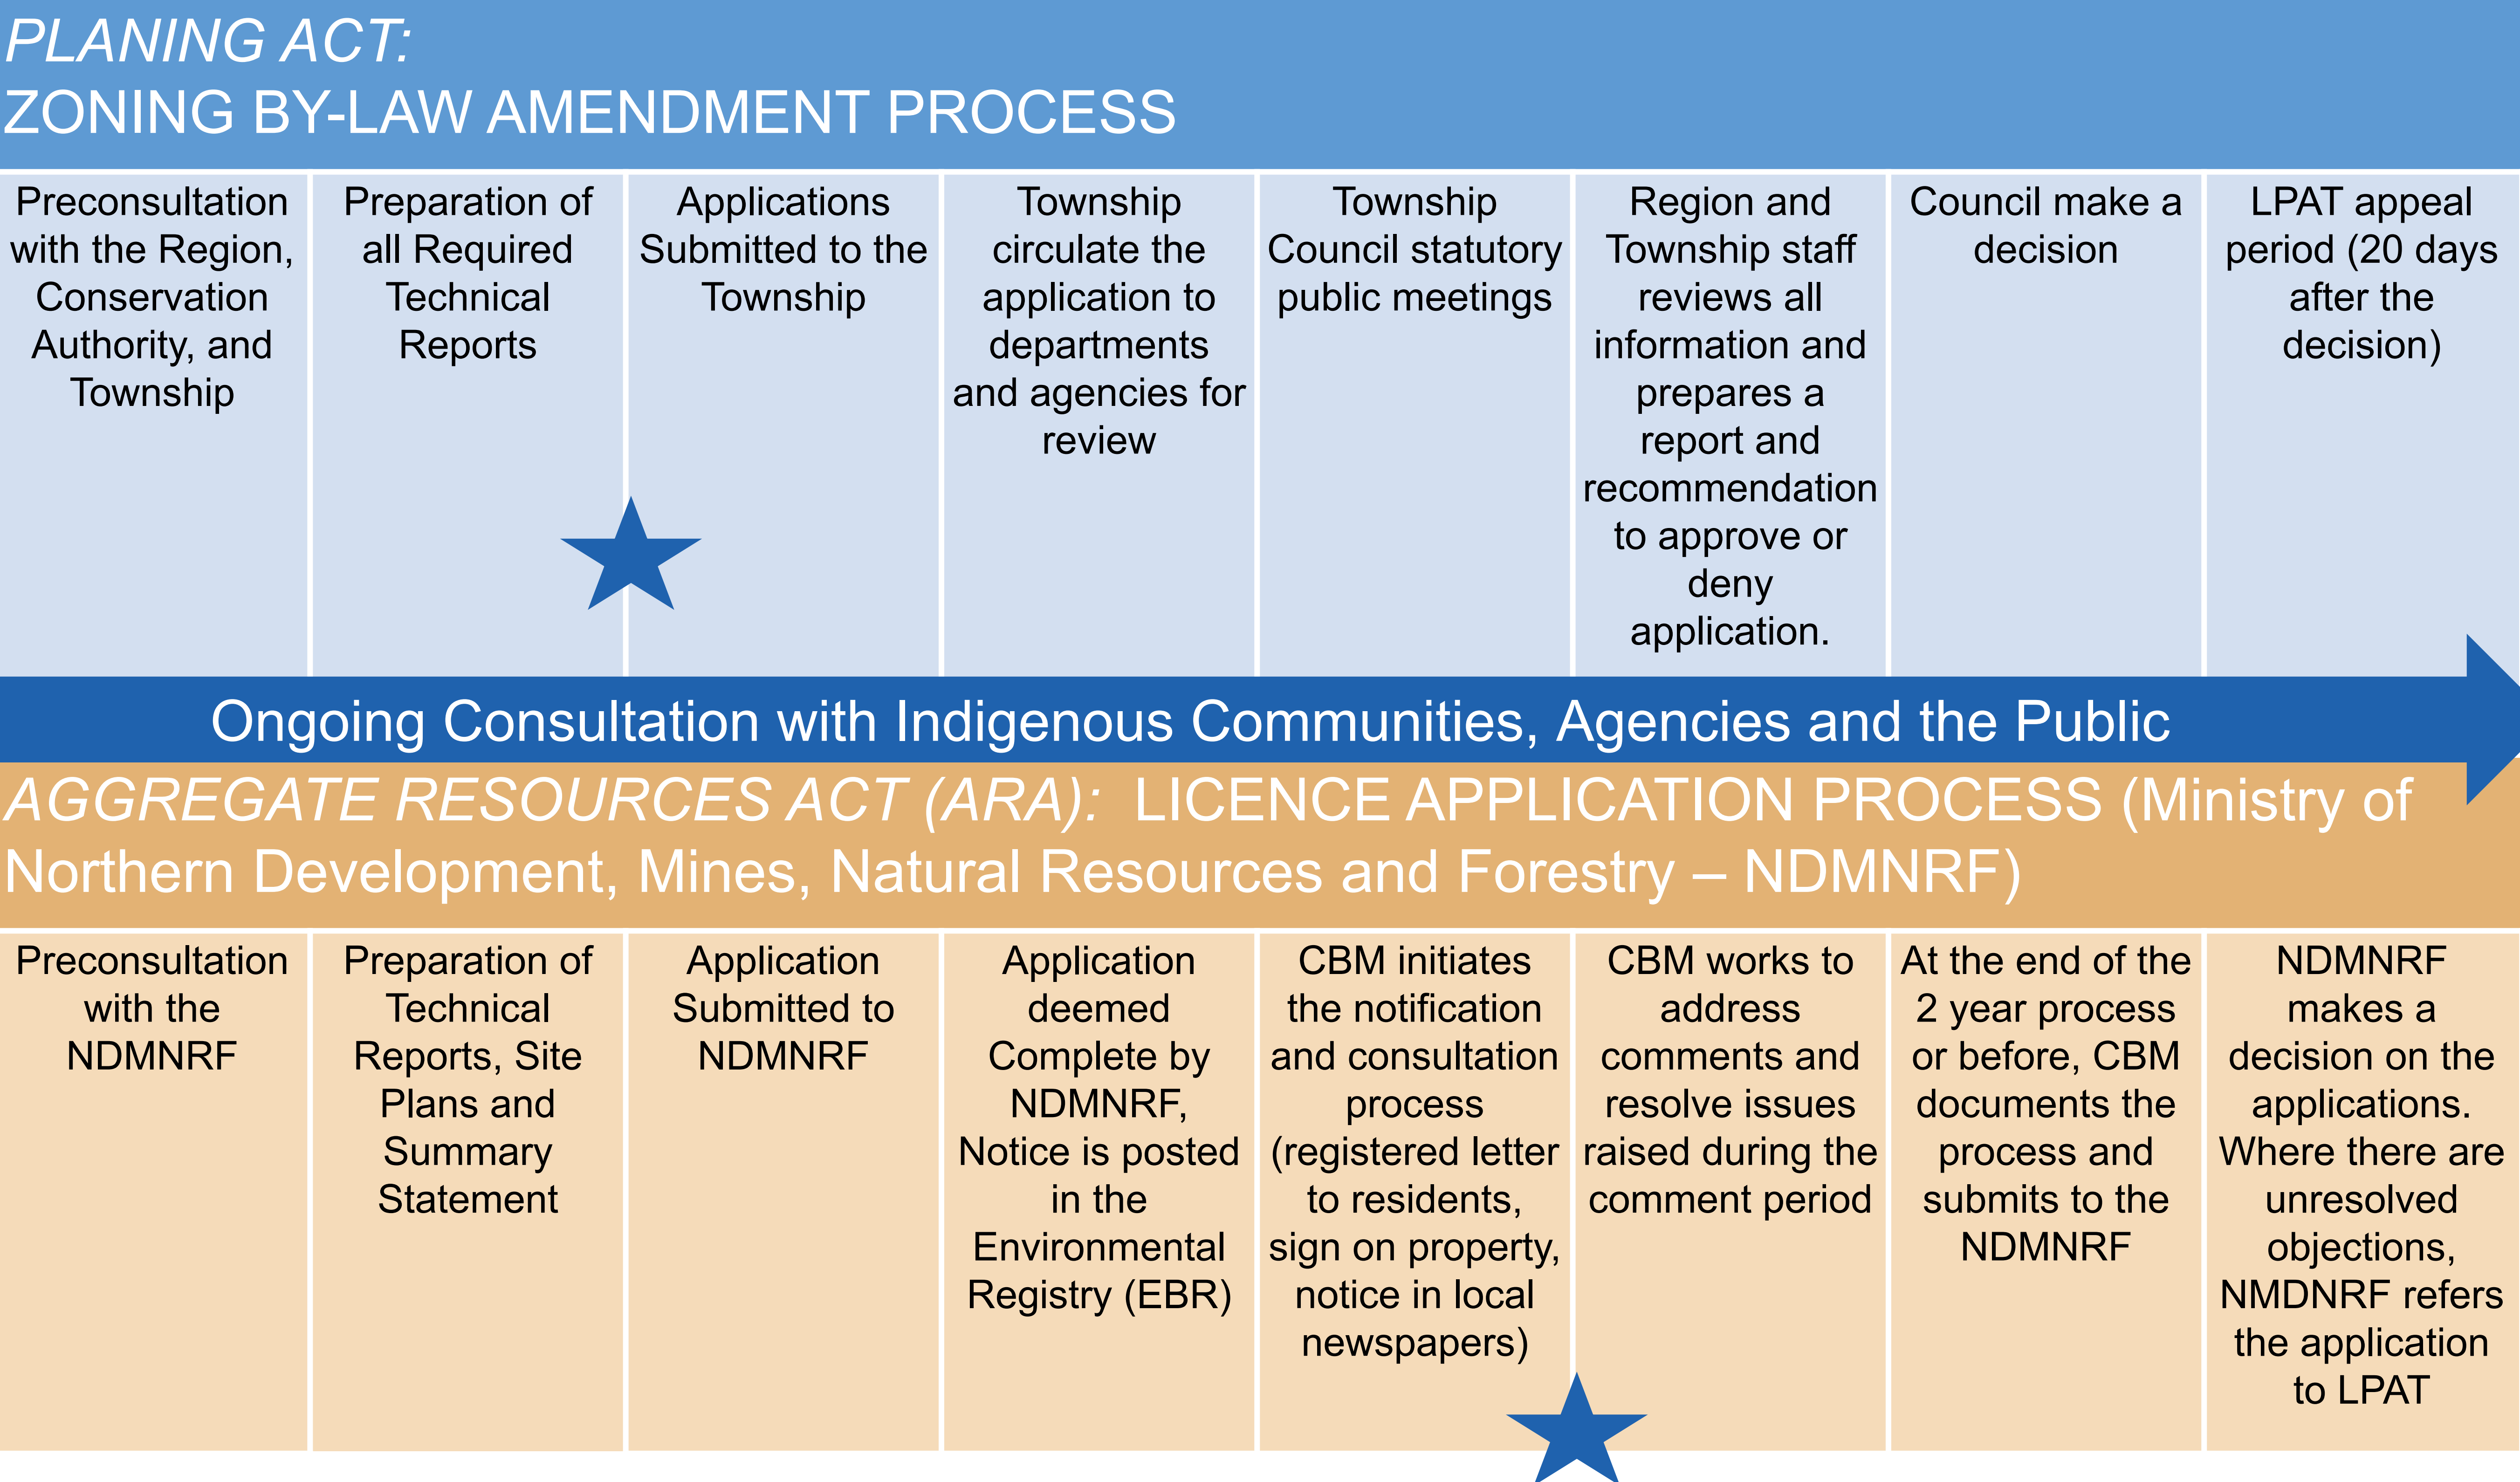 PLANING ACT:
ZONING BY-LAW AMENDMENT PROCESS
Preconsultation
with the Region,
Conservation
Authority, and
Township
Preparation of
all Required
Technical
Reports
Applications
Submitted to the
Township
Township
circulate the
application to
departments
and agencies for
review
Township
Council statutory
public meetings
Region and
Township staff
reviews all
information and
prepares a
report and
recommendation
to approve or
deny
application.
Council make a
decision
LPAT appeal
period (20 days
after the
decision)
Ongoing Consultation with Indigenous Communities, Agencies and the Public
AGGREGATE RESOURCES ACT (ARA): LICENCE APPLICATION PROCESS (Ministry of
Northern Development, Mines, Natural Resources and Forestry – NDMNRF)
Preconsultation
with the
NDMNRF
Preparation of
Technical
Reports, Site
Plans and
Summary
Statement
Application
Submitted to
NDMNRF
Application
deemed
Complete by
NDMNRF,
Notice is posted
in the
Environmental
Registry (EBR)
CBM initiates
the notification
and consultation
process
(registered letter
to residents,
sign on property,
notice in local
newspapers)
CBM works to
address
comments and
resolve issues
raised during the
comment period
At the end of the
2 year process
or before, CBM
documents the
process and
submits to the
NDMNRF
NDMNRF
makes a
decision on the
applications.
Where there are
unresolved
objections,
NMDNRF refers
the application
to LPAT